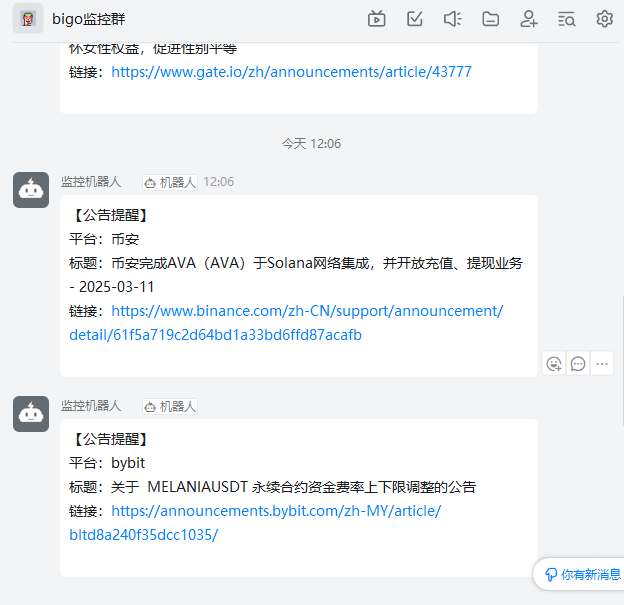 bigo监控群
怀女性权益，促进性别平等
链接：https://www.gate.io/zh/announcements/article/43777
今天 12:06
监控机器人 机器人 12:06
【公告提醒】
平台：币安
标题：币安完成AVA（AVA）于Solana网络集成，并开放充值、提现业务
- 2025-03-11
链接：https://www.binance.com/zh-CN/support/announcement/
detail/61f5a719c2d64bd1a33bd6ffd87acafb
监控机器人 机器人
【公告提醒】
平台：bybit
标题：关于 MELANIAUSDT 永续合约资金费率上下限调整的公告
链接：https://announcements.bybit.com/zh-MY/article/
bltd8a240f35dcc1035/
你有新消息